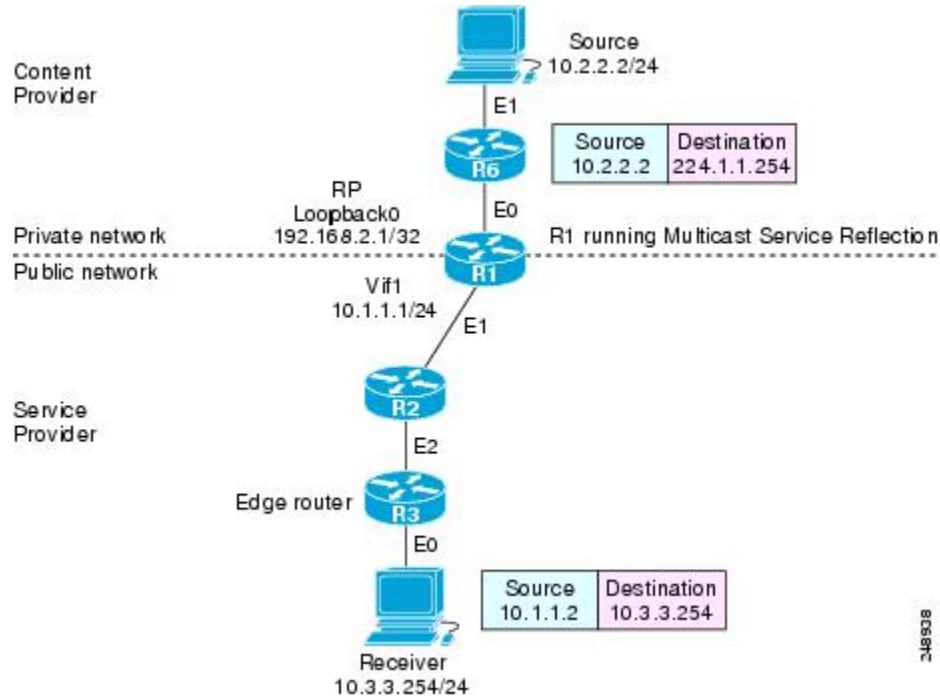 Source
10.2.2.2/24
Content
Provider
E1
Source
10.2.2.2
Destination
224.1.1.254
R6
RP
Loopback0
192.168.2.1/32
E0
Private network
R1 running Multicast Service Reflection
Public network
R1
Vif1
10.1.1.1/24
E1
R2
Service
Provider
E2
Edge router
R3
E0
Source
10.1.1.2
Destination
10.3.3.254
Receiver
10.3.3.254/24
248938